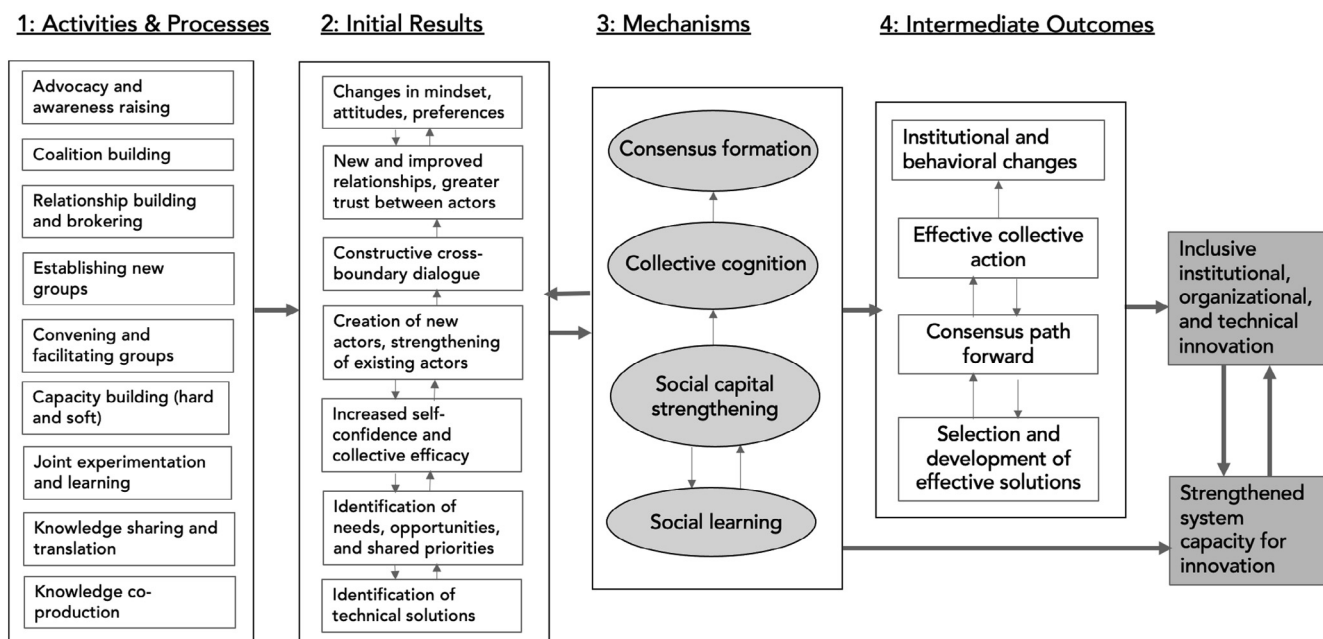 1: Activities & Processes
2: Initial Results
3: Mechanisms
4: Intermediate Outcomes
Advocacy and
awareness raising
Coalition building
Relationship building
and brokering
Establishing new
groups
Convening and
facilitating groups
Capacity building (hard
and soft)
Joint experimentation
and learning
Knowledge sharing and
translation
Knowledge co-
production
Changes in mindset,
attitudes, preferences
New and improved
relationships, greater
trust between actors
Constructive cross-
boundary dialogue
Creation of new
actors, strengthening
of existing actors
Increased self-
confidence and
collective efficacy
Identification of
needs, opportunities,
and shared priorities
Identification of
technical solutions
Consensus formation
Collective cognition
Social capital
strengthening
Social learning
Institutional and
behavioral changes
Effective collective
action
Consensus path
forward
Selection and
development of
effective solutions
Inclusive
institutional,
organizational,
and technical
innovation
Strengthened
system
capacity for
innovation